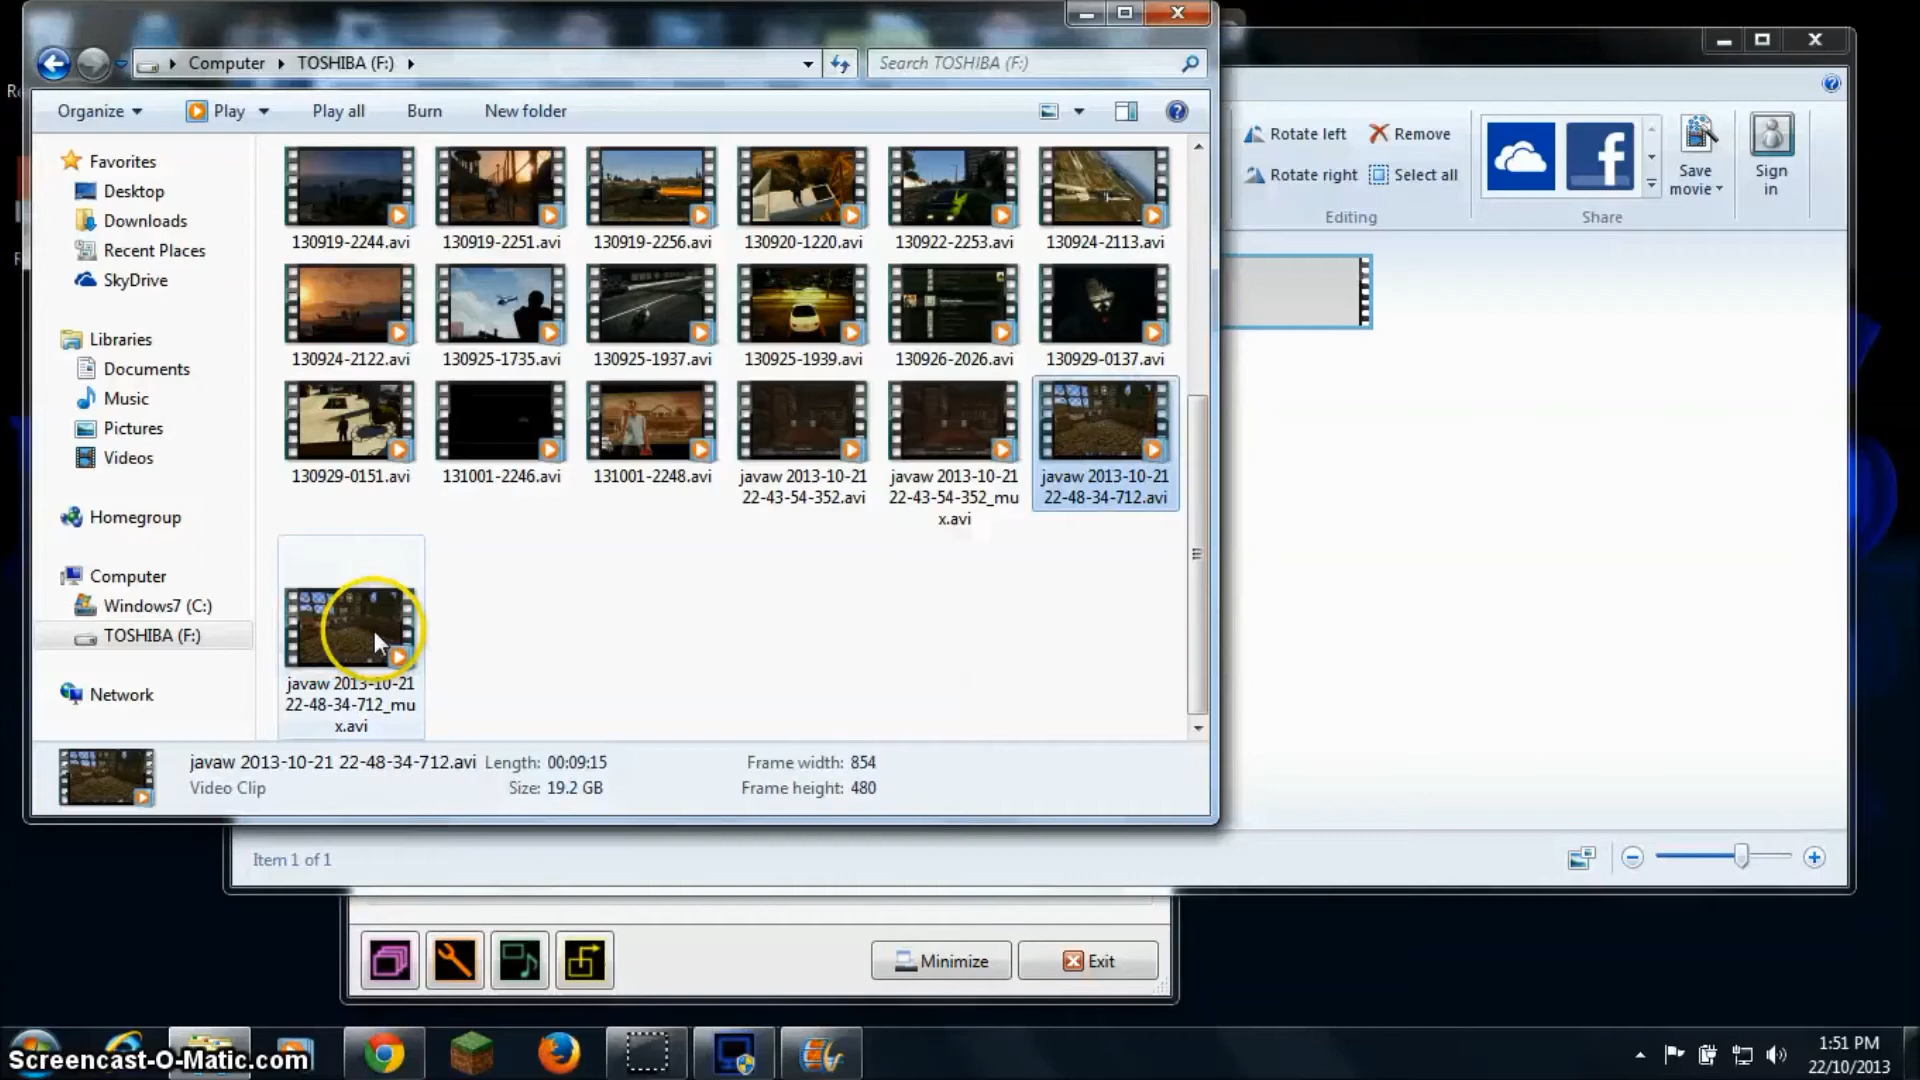 Computer TOSHIBA (F:)
Search TOSHIBA (F:)
Organize Play Play all Burn New folder
Favorites
Desktop
Downloads
Recent Places
SkyDrive
Libraries
Documents
Music
Pictures
Videos
Homegroup
Computer
Windows7 (C:)
TOSHIBA (F:)
Network
130919-2244.avi 130919-2251.avi 130919-2256.avi 130920-1220.avi 130922-2253.avi 130924-2113.avi
130924-2122.avi 130925-1735.avi 130925-1937.avi 130925-1939.avi 130926-2026.avi 130929-0137.avi
130929-0151.avi 131001-2246.avi 131001-2248.avi
javaw 2013-10-21
22-43-54-352.avi
javaw 2013-10-21
22-43-54-352_mu
x.avi
javaw 2013-10-21
22-48-34-712.avi
javaw 2013-10-21
22-48-34-712_mu
x.avi
javaw 2013-10-21 22-48-34-712.avi Length: 00:09:15 Frame width: 854
Video Clip Size: 19.2 GB Frame height: 480
Rotate left Remove
Rotate right Select all
Editing
Save
movie
Share
Sign
in
Item 1 of 1
Minimize Exit
Screencast-O-Matic.com
1:51 PM
22/10/2013